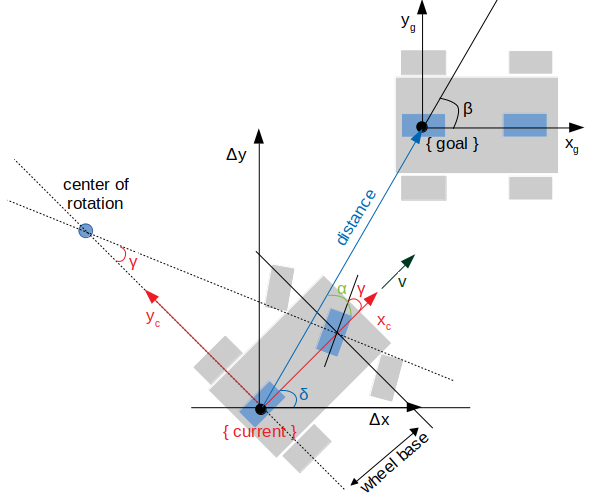 y_g
β
x_g
{ goal }
Δy
center of
rotation
distance
γ
v
α
γ
x_c
y_c
δ
Δx
{ current }
wheel base